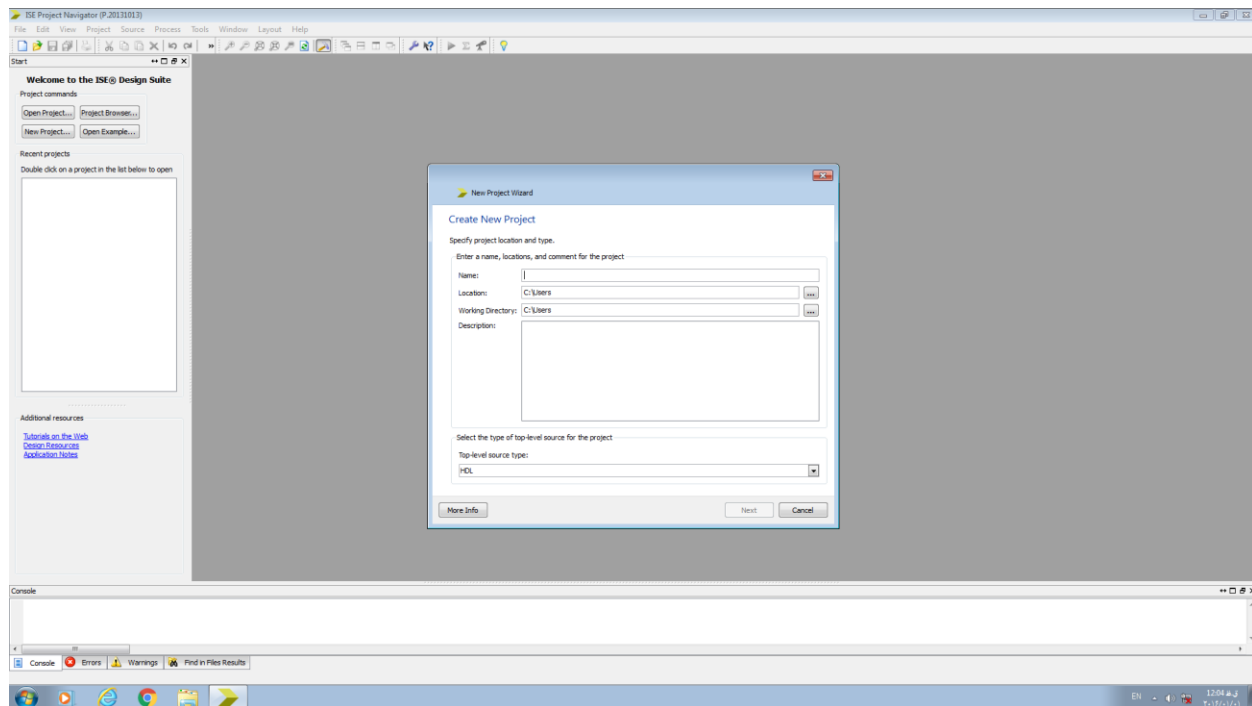 ISE Project Navigator (P.20131013)
File Edit View Project Source Process Tools Window Layout Help
Start
Welcome to the ISE® Design Suite
Project commands
Open Project... Project Browser...
New Project... Open Example...
Recent projects
Double click on a project in the list below to open
Additional resources
Tutorials on the Web
Design Resources
Application Notes
New Project Wizard
Create New Project
Specify project location and type.
Enter a name, locations, and comment for the project
Name:
Location: C:\Users ...
Working Directory: C:\Users ...
Description:
Select the type of top-level source for the project
Top-level source type:
HDL
More Info Next Cancel
Console
Console Errors Warnings Find in Files Results
EN 12:04